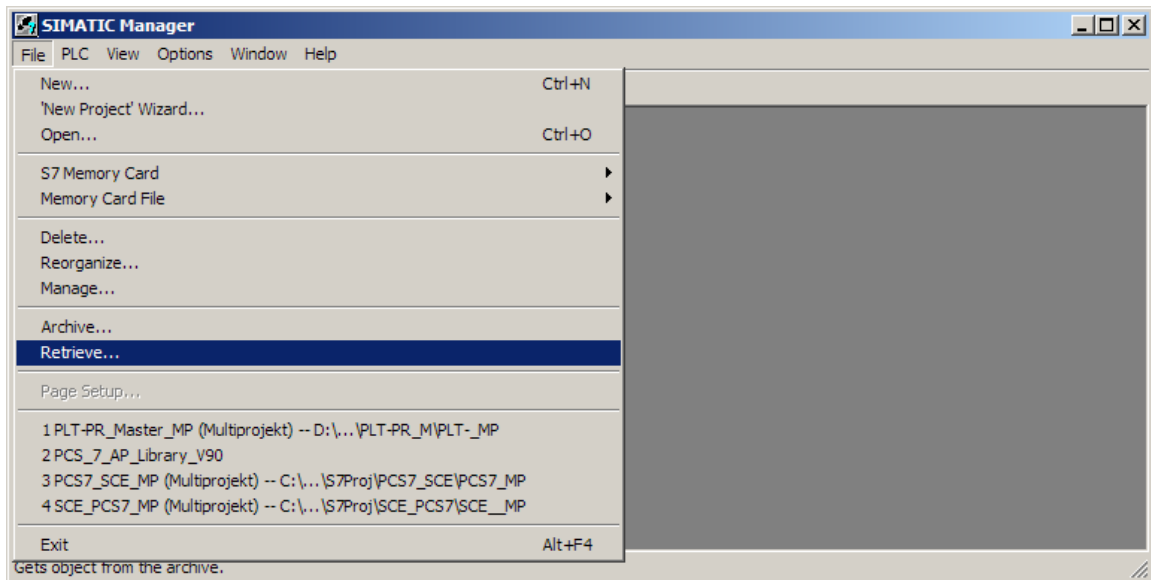 SIMATIC Manager
File PLC View Options Window Help
New... Ctrl+N
'New Project' Wizard...
Open... Ctrl+O
S7 Memory Card
Memory Card File
Delete...
Reorganize...
Manage...
Archive...
Retrieve...
Page Setup...
1 PLT-PR_Master_MP (Multiprojekt) -- D:\...\PLT-PR_M\PLT-_MP
2 PCS_7_AP_Library_V90
3 PCS7_SCE_MP (Multiprojekt) -- C:\...\S7Proj\PCS7_SCE\PCS7_MP
4 SCE_PCS7_MP (Multiprojekt) -- C:\...\S7Proj\SCE_PCS7\SCE__MP
Exit Alt+F4
Gets object from the archive.